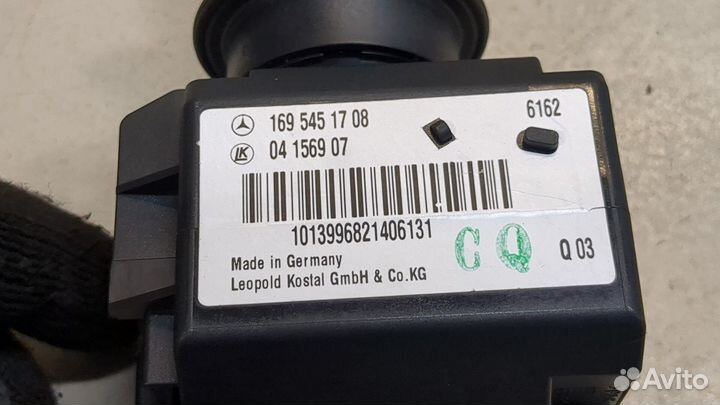 169 545 17 08 6162
LK 04 1569 07
1013996821406131
Made in Germany
Leopold Kostal GmbH & Co.KG
C Q Q 03
Avito